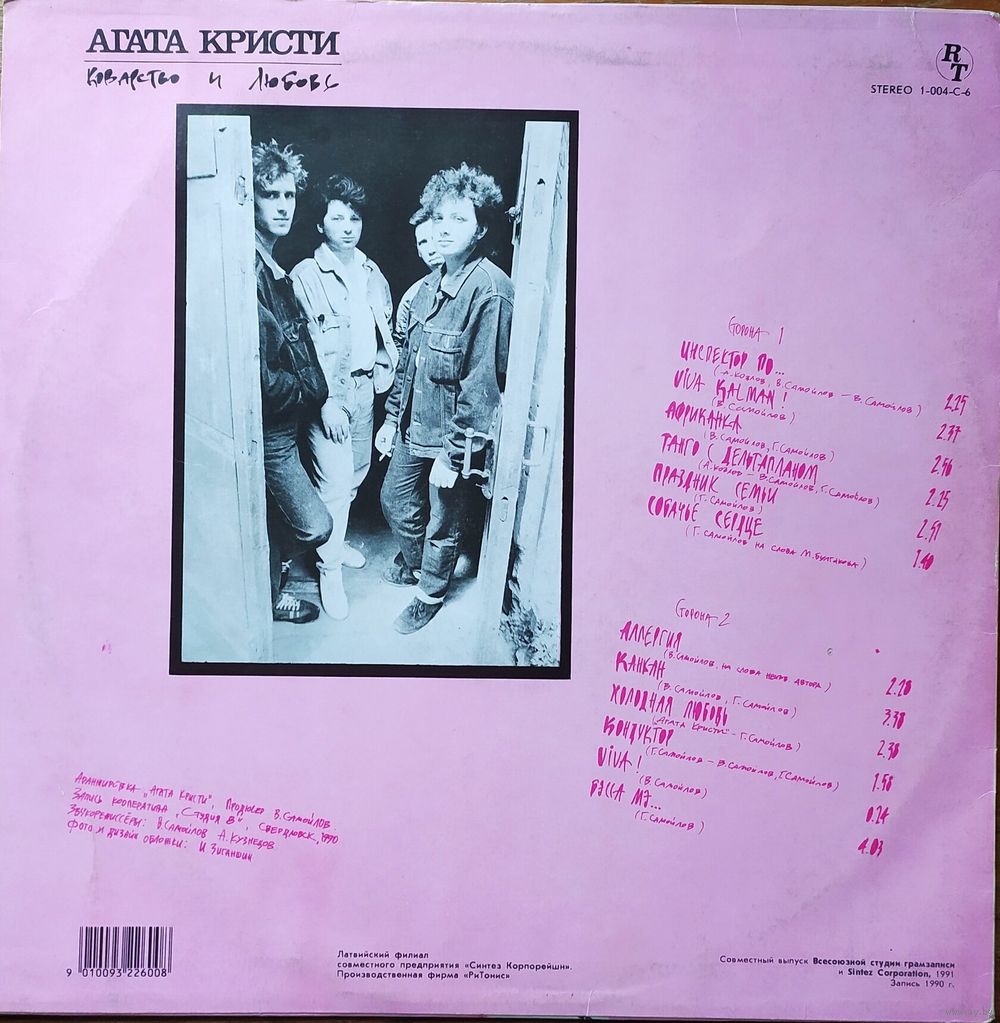 АГАТА КРИСТИ
Коварство и Любовь
RT
STEREO 1-004-C-6
Сторона 1
ИНСПЕКТОР ПО...
(А. Козлов, В. Самойлов — В. Самойлов) 2.25
ViVA KALMAN!
(В. Самойлов) 2.37
АФРИКАНКА
(В. Самойлов, Г. Самойлов) 2.56
ТАНГО С ДЕЛЬТАПЛАНОМ
(А. Козлов — В. Самойлов, Г. Самойлов) 2.25
ПРАЗДНИК СЕМЬИ
(Г. Самойлов) 2.51
СОБАЧЬЕ СЕРДЦЕ
(Г. Самойлов на слова М. Булгакова) 1.40
Сторона 2
АЛЛЕРГИЯ
(В. Самойлов, на слова неизв. автора) 2.28
КАНКАН
(В. Самойлов, Г. Самойлов) 3.38
ХОЛОДНАЯ ЛЮБОВЬ
("Агата Кристи" - Г. Самойлов) 2.38
КОНДУКТОР
(Г. Самойлов — В. Самойлов, Г. Самойлов) 1.58
ViVA!
(В. Самойлов) 0.24
БЭССА МЭ...
(Г. Самойлов) 4.03
Аранжировка „Агата Кристи", Продюсер В. Самойлов
Запись кооператива „Студия В", Свердловск, 1990
Звукорежиссёры: В. Самойлов А. Кузнецов
Фото и дизайн обложки: И. Зиганшин
9 010093 226008
Латвийский филиал
совместного предприятия «Синтез Корпорейшн».
Производственная фирма «РиТонис»
Совместный выпуск Всесоюзной студии грамзаписи
и Sintez Corporation, 1991
Запись 1990 г.